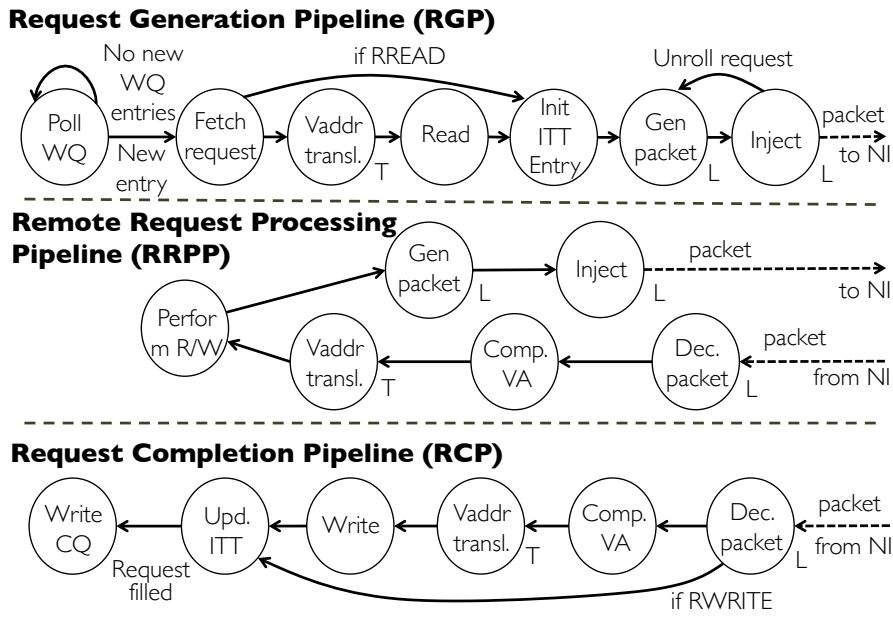 Request Generation Pipeline (RGP)
No new
WQ
entries
if RREAD
Unroll request
Poll
WQ
New
entry
Fetch
request
Vaddr
transl.
T
Read
Init
ITT
Entry
Gen
packet
L
Inject
L
packet
to NI
Remote Request Processing
Pipeline (RRPP)
Gen
packet
L
Inject
L
packet
to NI
Perfor
m R/W
Vaddr
transl.
T
Comp.
VA
Dec.
packet
L
packet
from NI
Request Completion Pipeline (RCP)
Write
CQ
Request
filled
Upd.
ITT
Write
Vaddr
transl.
T
Comp.
VA
Dec.
packet
L
packet
from NI
if RWRITE